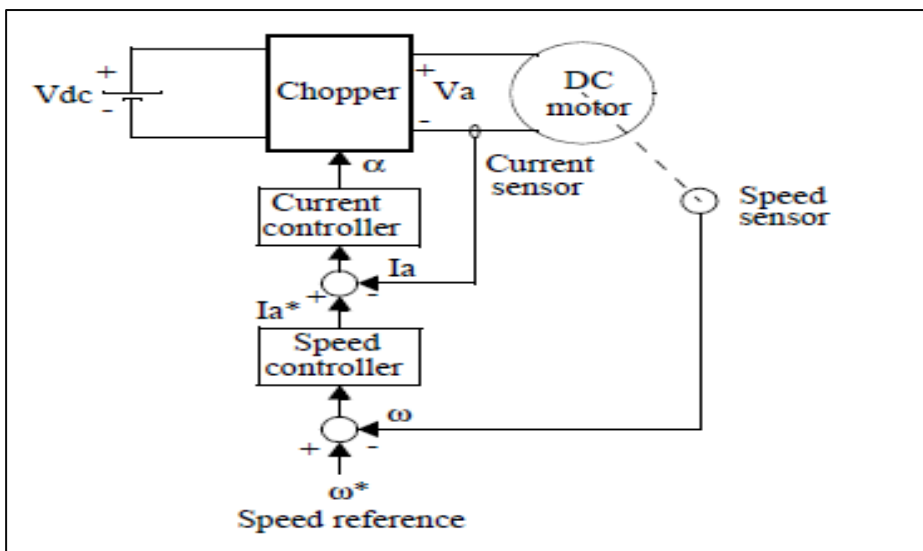 +
Vdc
-
Chopper
+
Va
-
DC
motor
α
Current
sensor
Speed
sensor
Current
controller
Ia
+ -
Ia*
Speed
controller
ω
+ -
ω*
Speed reference